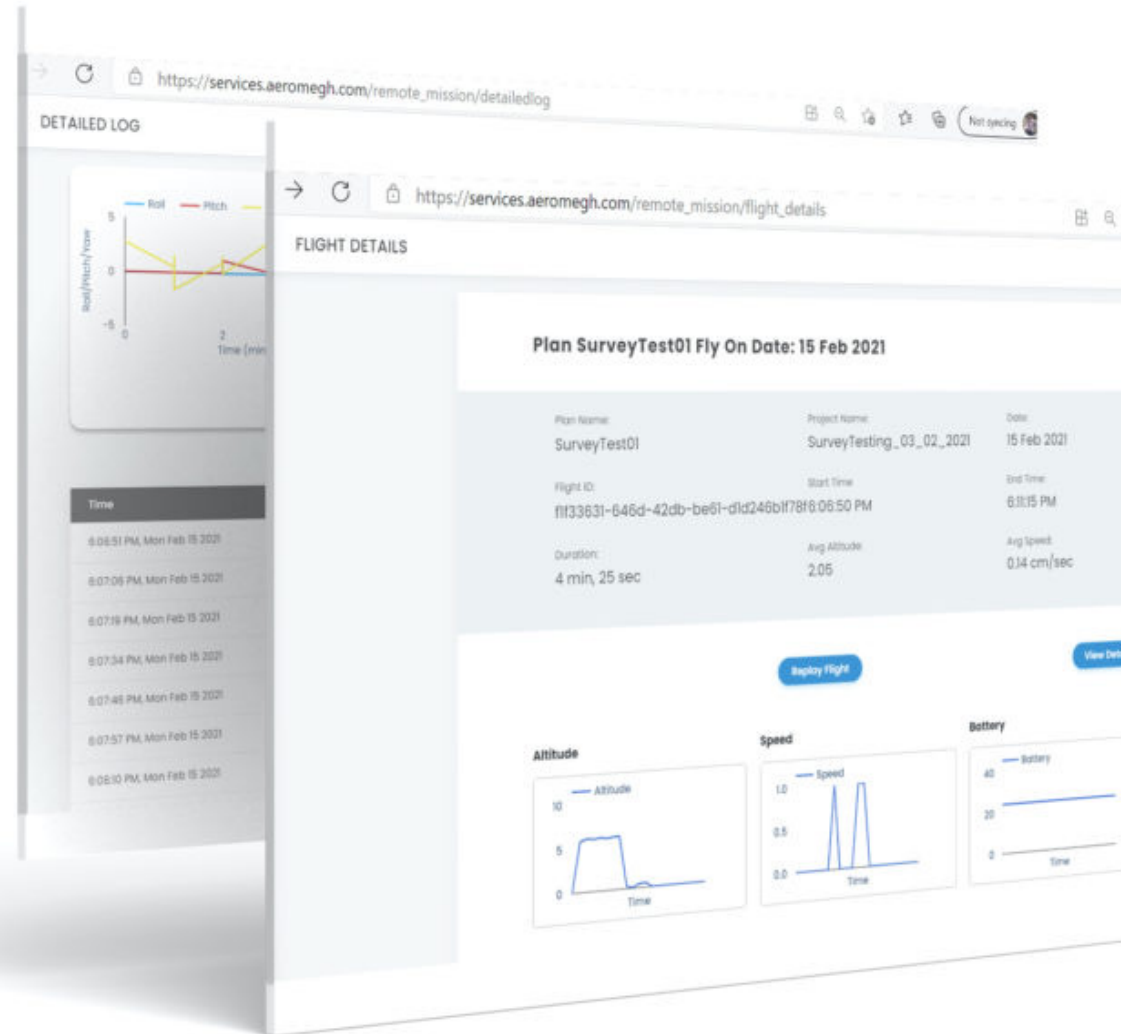 https://services.aeromegh.com/remote_mission/detailedlog
Not syncing
DETAILED LOG
Roll Pitch
Roll/Pitch/Yaw
5
0
-5
0 2
Time (min
Time
6:06:51 PM, Mon Feb 15 2021
6:07:06 PM, Mon Feb 15 2021
6:07:19 PM, Mon Feb 15 2021
6:07:34 PM, Mon Feb 15 2021
6:07:46 PM, Mon Feb 15 2021
6:07:57 PM, Mon Feb 15 2021
6:08:10 PM, Mon Feb 15 2021
https://services.aeromegh.com/remote_mission/flight_details
FLIGHT DETAILS
Plan SurveyTest01 Fly On Date: 15 Feb 2021
Plan Name: Project Name: Date:
SurveyTest01 SurveyTesting_03_02_2021 15 Feb 2021
Flight ID: Start Time End Time:
f1f33631-646d-42db-be61-d1d246b1f78f 6:06:50 PM 6:11:15 PM
Duration: Avg Altitude: Avg Speed:
4 min, 25 sec 2.05 0.14 cm/sec
Replay Flight View Det
Altitude Speed Battery
Altitude
10
5
0
Time
Speed
1.0
0.5
0.0
Time
Battery
40
20
0
Time